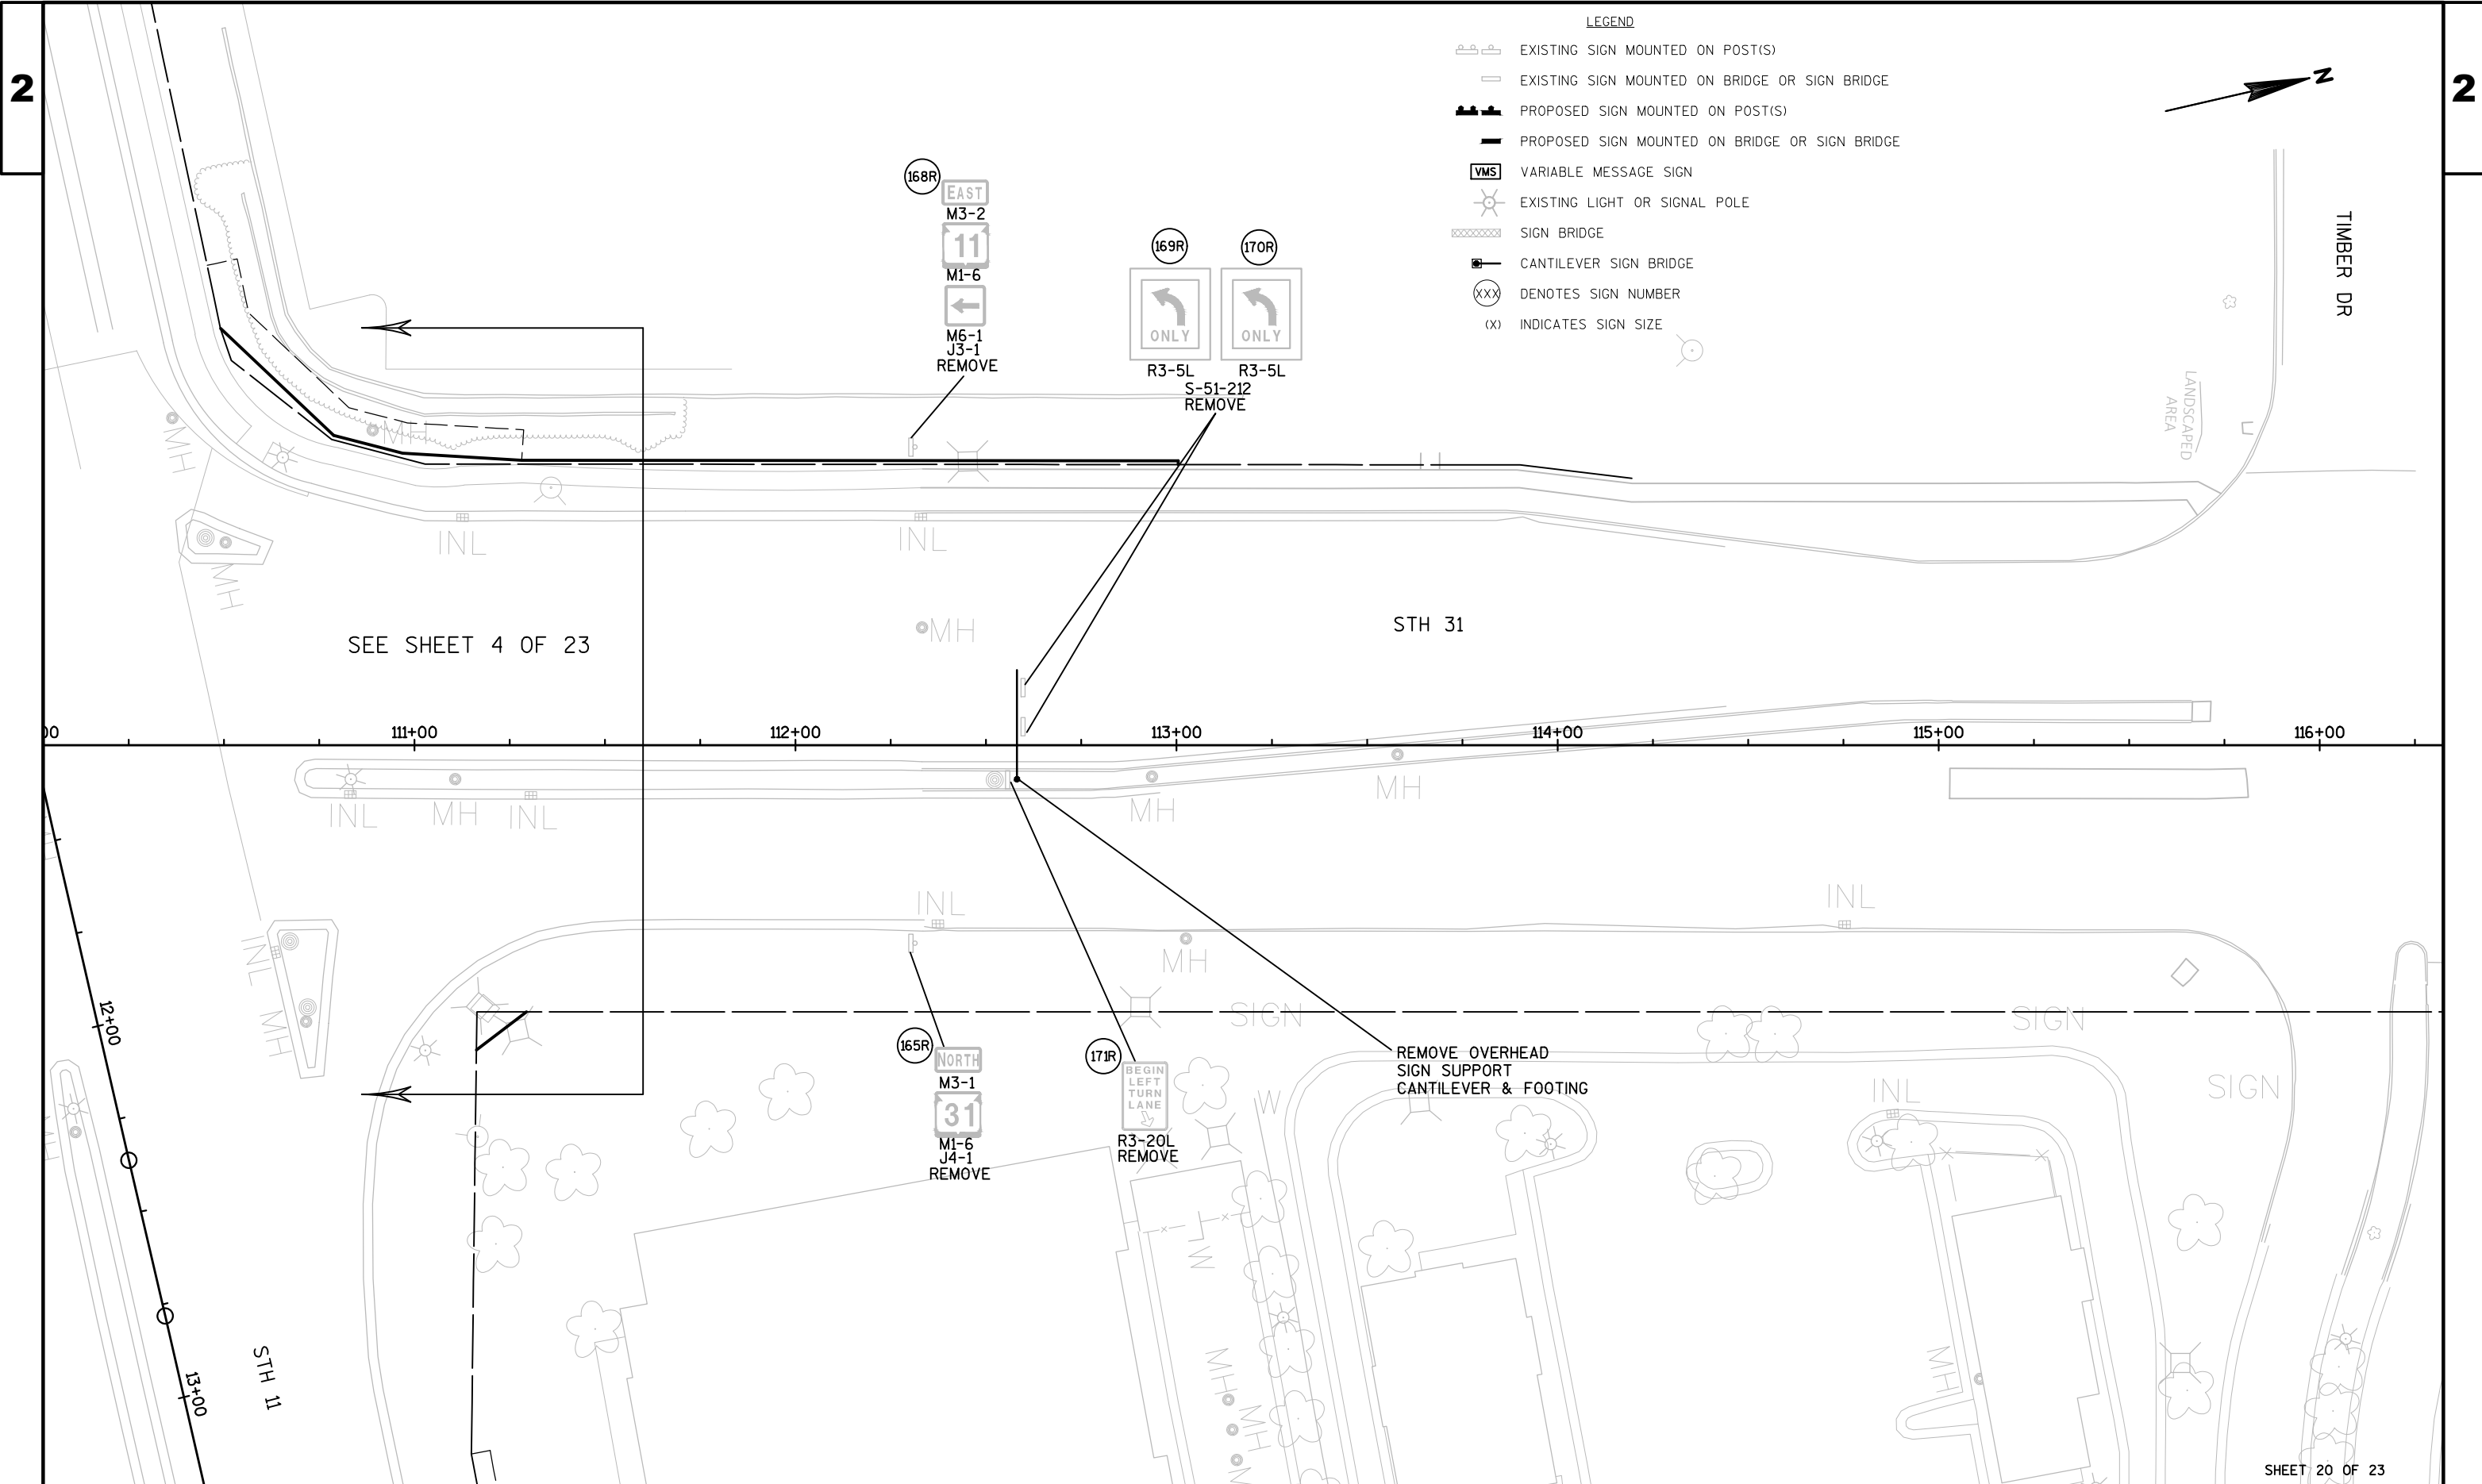 2
2
LEGEND
EXISTING SIGN MOUNTED ON POST(S)
EXISTING SIGN MOUNTED ON BRIDGE OR SIGN BRIDGE
PROPOSED SIGN MOUNTED ON POST(S)
PROPOSED SIGN MOUNTED ON BRIDGE OR SIGN BRIDGE
VMS VARIABLE MESSAGE SIGN
EXISTING LIGHT OR SIGNAL POLE
SIGN BRIDGE
CANTILEVER SIGN BRIDGE
XXX DENOTES SIGN NUMBER
(X) INDICATES SIGN SIZE
N
TIMBER DR
168R
EAST
M3-2
11
M1-6
M6-1
J3-1
REMOVE
169R
170R
ONLY
ONLY
R3-5L
R3-5L
S-51-212
REMOVE
LANDSCAPED
AREA
MH
MH
INL
INL
MH
MH
SEE SHEET 4 OF 23
STH 31
00
111+00
112+00
113+00
114+00
115+00
116+00
INL
MH
INL
MH
MH
INL
INL
MH
INL
MH
SIGN
SIGN
SIGN
12+00
165R
NORTH
M3-1
31
M1-6
J4-1
REMOVE
171R
BEGIN
LEFT
TURN
LANE
R3-20L
REMOVE
REMOVE OVERHEAD
SIGN SUPPORT
CANTILEVER & FOOTING
W
INL
LM
MH
MH
MH
STH 11
13+00
SHEET 20 OF 23